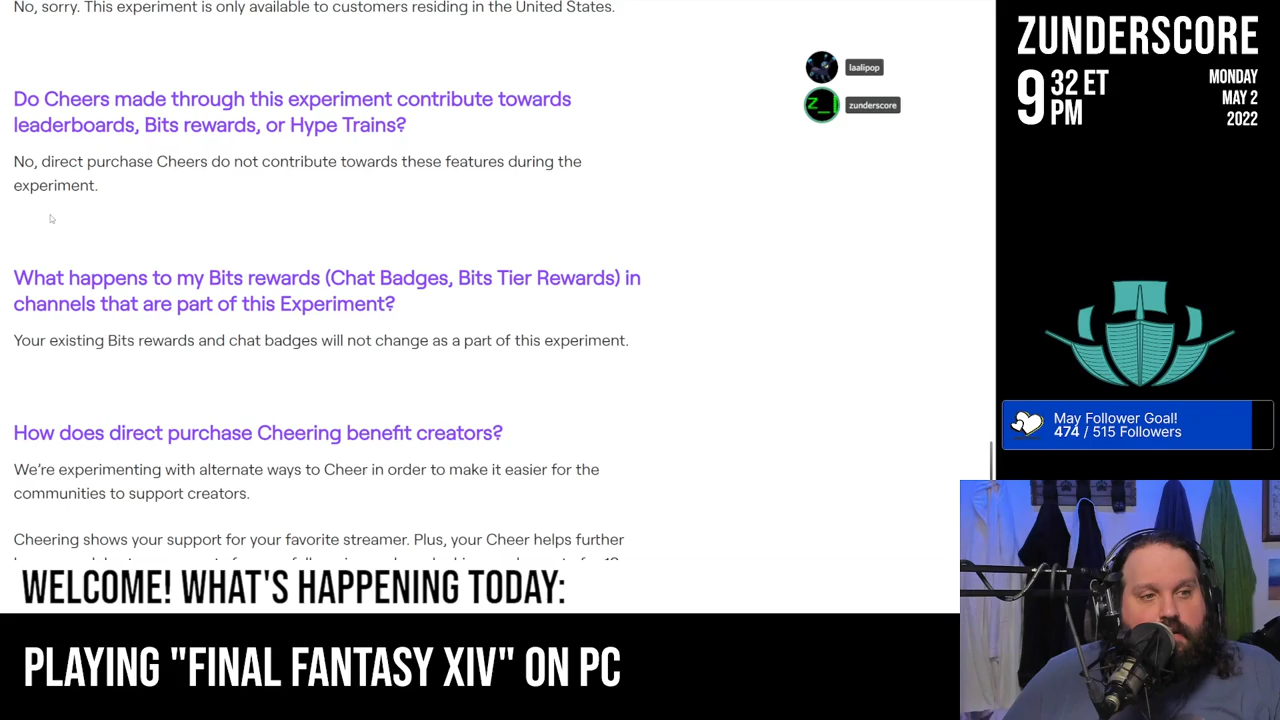 No, sorry. This experiment is only available to customers residing in the United States.
Do Cheers made through this experiment contribute towards
leaderboards, Bits rewards, or Hype Trains?
No, direct purchase Cheers do not contribute towards these features during the
experiment.
What happens to my Bits rewards (Chat Badges, Bits Tier Rewards) in
channels that are part of this Experiment?
Your existing Bits rewards and chat badges will not change as a part of this experiment.
How does direct purchase Cheering benefit creators?
We're experimenting with alternate ways to Cheer in order to make it easier for the
communities to support creators.
Cheering shows your support for your favorite streamer. Plus, your Cheer helps further
laalipop
z_
zunderscore
ZUNDERSCORE
9 32 ET
PM
MONDAY
MAY 2
2022
May Follower Goal!
474 / 515 Followers
WELCOME! WHAT'S HAPPENING TODAY:
PLAYING "FINAL FANTASY XIV" ON PC